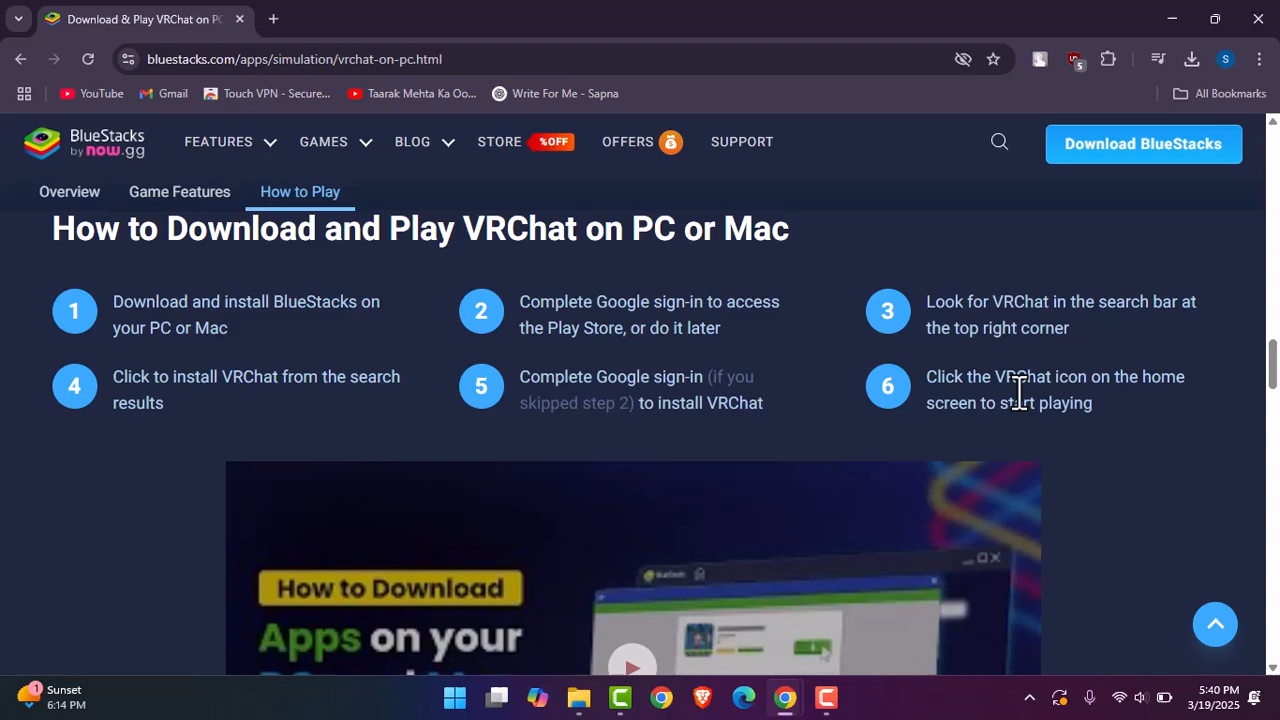 Download & Play VRChat on PC
bluestacks.com/apps/simulation/vrchat-on-pc.html
5
S
YouTube
Gmail
Touch VPN - Secure...
Taarak Mehta Ka Oo...
Write For Me - Sapna
All Bookmarks
BlueStacks
by now.gg
FEATURES
GAMES
BLOG
STORE
%OFF
OFFERS
SUPPORT
Download BlueStacks
Overview
Game Features
How to Play
How to Download and Play VRChat on PC or Mac
1
Download and install BlueStacks on
your PC or Mac
2
Complete Google sign-in to access
the Play Store, or do it later
3
Look for VRChat in the search bar at
the top right corner
4
Click to install VRChat from the search
results
5
Complete Google sign-in (if you
skipped step 2) to install VRChat
6
Click the VRChat icon on the home
screen to start playing
How to Download
Apps on your
1
Sunset
6:14 PM
5:40 PM
3/19/2025